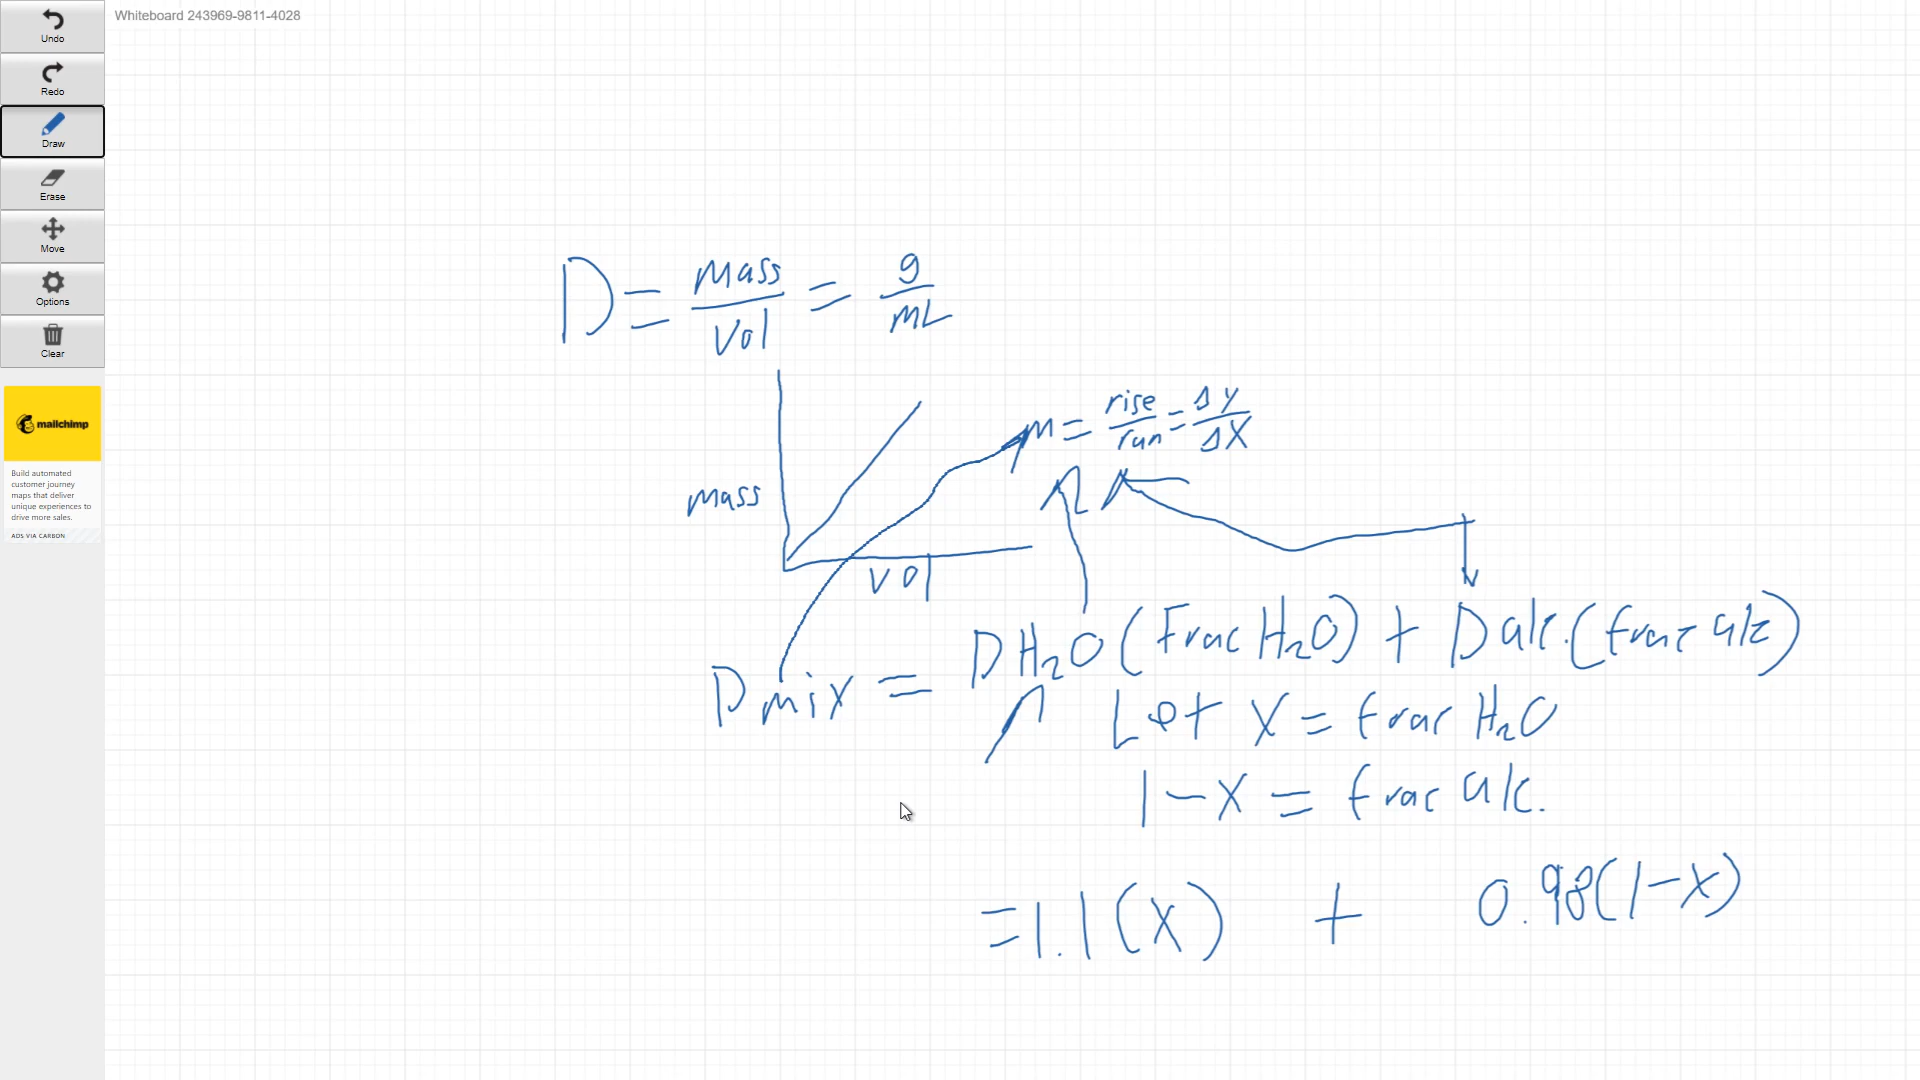 Whiteboard 243969-9811-4028
Undo
Redo
Draw
Erase
Move
Options
Clear
mailchimp
Build automated
customer journey
maps that deliver
unique experiences to
drive more sales.
ADS VIA CARBON
D = mass/vol = g/mL
m = rise/run = Δy/Δx
mass
vol
Dmix = DH₂O (Frac H₂O) + Dalc. (frac alc)
Let x = frac H₂O
1-x = frac alc.
= 1.1(x) + 0.98(1-x)